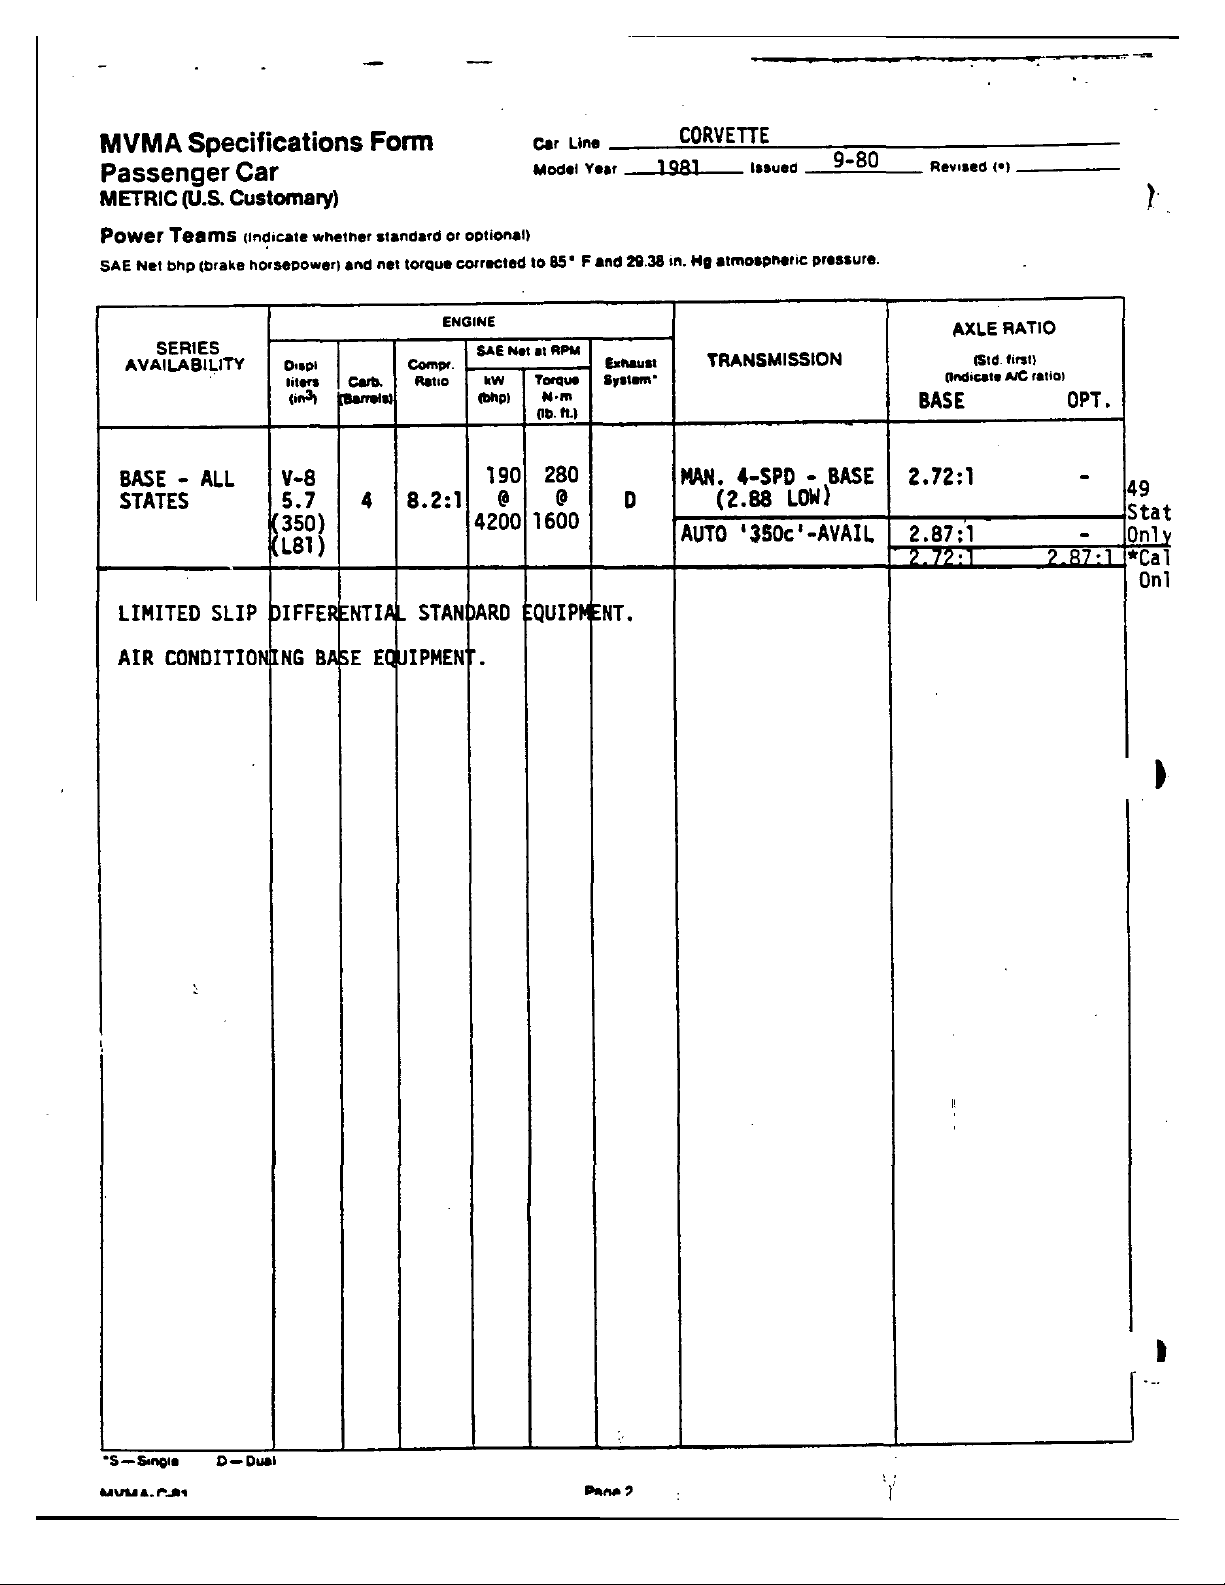 MVMA Specifications Form
Passenger Car
METRIC (U.S. Customary)
Car Line CORVETTE
Model Year 1981 Issued 9-80 Revised (•)
Power Teams (Indicate whether standard or optional)
SAE Net bhp (brake horsepower) and net torque corrected to 85° F and 29.38 in. Hg atmospheric pressure.
SERIES
AVAILABILITY
ENGINE
Displ
liters
(in³)
Carb.
(Barrels)
Compr.
Ratio
SAE Net at RPM
kW
(bhp)
Torque
N•m
(lb. ft.)
Exhaust
System*
TRANSMISSION
AXLE RATIO
(Std. first)
(Indicate A/C ratio)
BASE OPT.
BASE - ALL
STATES
V-8
5.7
(350)
(L81)
4
8.2:1
190
@
4200
280
@
1600
D
MAN. 4-SPD - BASE
(2.88 LOW)
2.72:1 -
AUTO '350c'-AVAIL
2.87:1 -
2.72:1 2.87:1
49
Stat
Only
*Cal
Onl
LIMITED SLIP DIFFERENTIAL STANDARD EQUIPMENT.
AIR CONDITIONING BASE EQUIPMENT.
*S—Single D—Dual
MVMA-C-81
Page 2